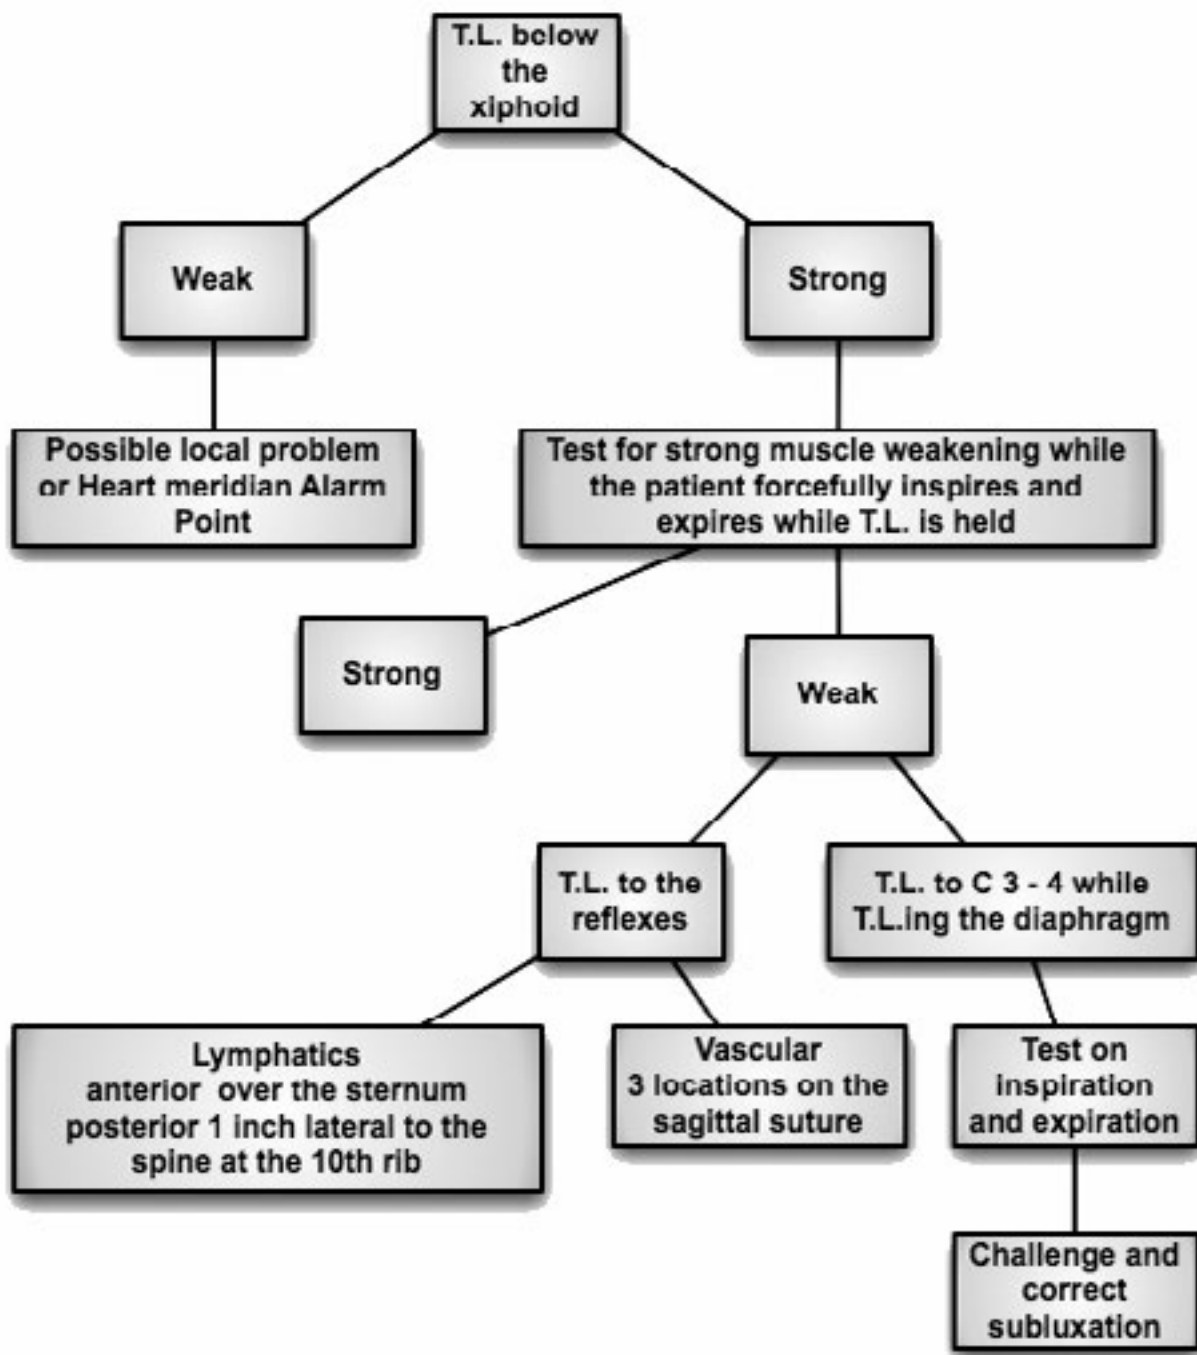 T.L. below
the
xiphoid
Weak
Strong
Possible local problem
or Heart meridian Alarm
Point
Test for strong muscle weakening while
the patient forcefully inspires and
expires while T.L. is held
Strong
Weak
T.L. to the
reflexes
T.L. to C 3 - 4 while
T.L.ing the diaphragm
Lymphatics
anterior over the sternum
posterior 1 inch lateral to the
spine at the 10th rib
Vascular
3 locations on the
sagittal suture
Test on
inspiration
and expiration
Challenge and
correct
subluxation